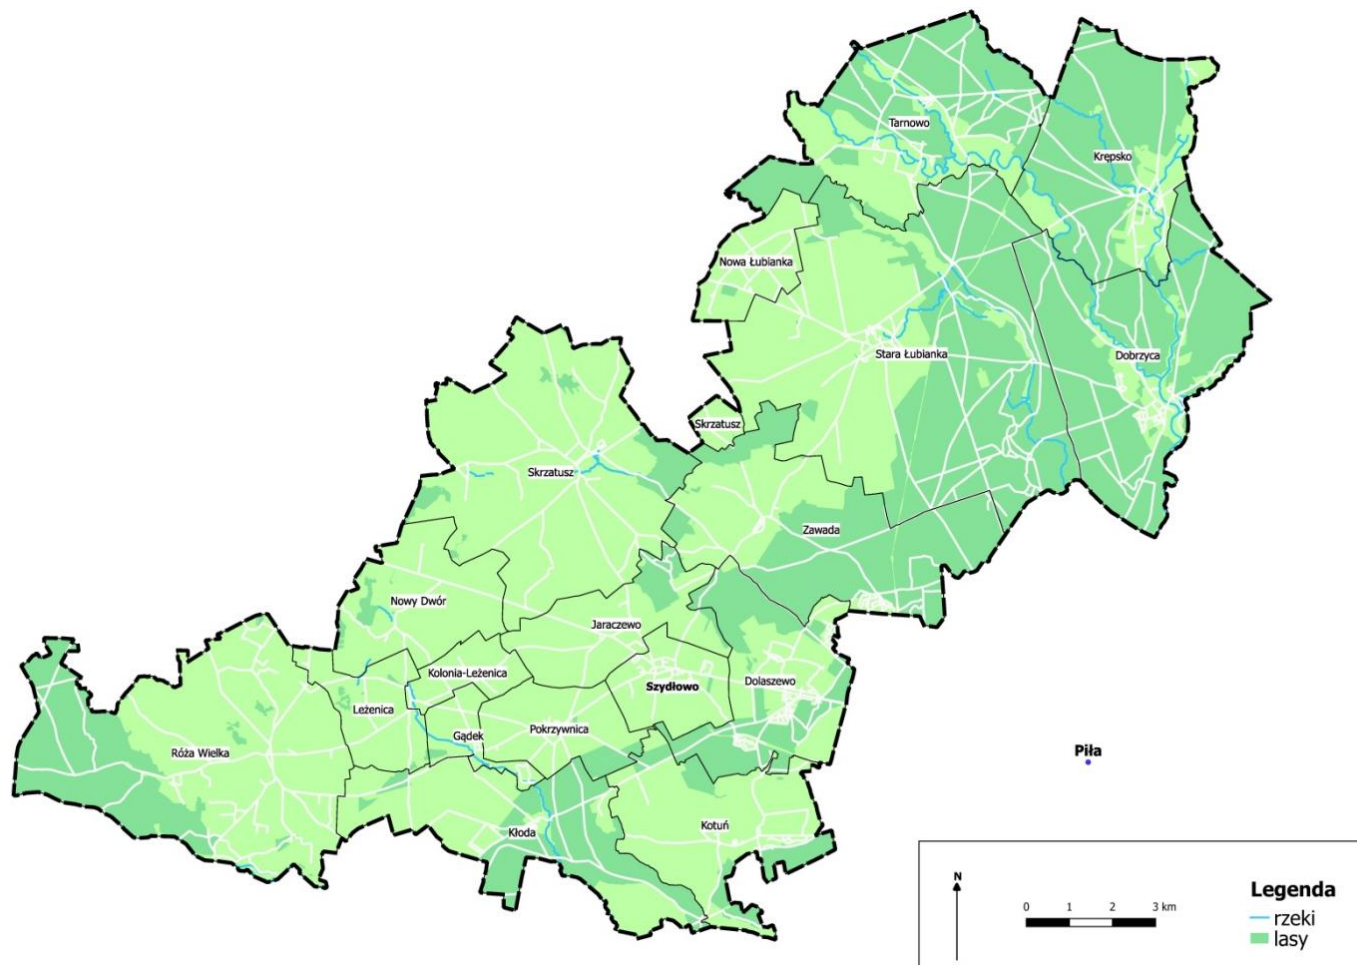 Tarnowo
Krępsko
Nowa Łubianka
Stara Łubianka
Dobrzyca
Skrzatusz
Skrzatusz
Zawada
Nowy Dwór
Jaraczewo
Kolonia-Leżenica
Szydłowo
Dolaszewo
Leżenica
Gądek
Pokrzywnica
Róża Wielka
Piła
Kłoda
Kotuń
N
0 1 2 3 km
Legenda
rzeki
lasy